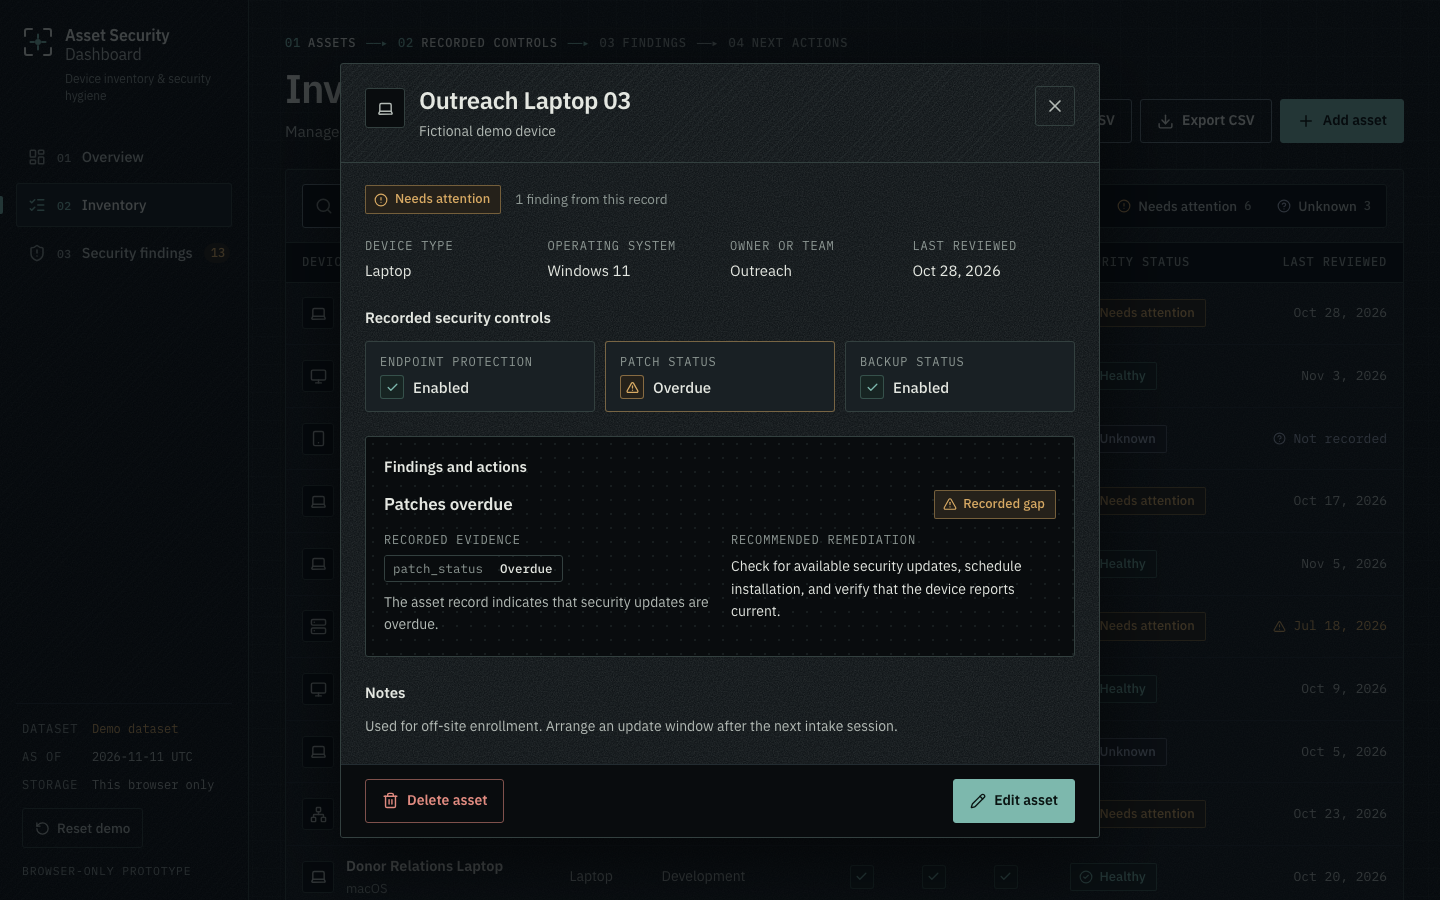 Asset Security
Dashboard
Device inventory & security
hygiene
01 Overview
02 Inventory
03 Security findings 13
DATASET Demo dataset
AS OF 2026-11-11 UTC
STORAGE This browser only
Reset demo
BROWSER-ONLY PROTOTYPE
01 ASSETS 02 RECORDED CONTROLS 03 FINDINGS 04 NEXT ACTIONS
Inv
Manage
SV Export CSV Add asset
Needs attention 6 Unknown 3
DEVIC RITY STATUS LAST REVIEWED
Needs attention Oct 28, 2026
Healthy Nov 3, 2026
Unknown Not recorded
Needs attention Oct 17, 2026
Healthy Nov 5, 2026
Needs attention Jul 18, 2026
Healthy Oct 9, 2026
Unknown Oct 5, 2026
Needs attention Oct 23, 2026
Donor Relations Laptop
macOS
Laptop Development Healthy Oct 20, 2026
Outreach Laptop 03
Fictional demo device
Needs attention 1 finding from this record
DEVICE TYPE OPERATING SYSTEM OWNER OR TEAM LAST REVIEWED
Laptop Windows 11 Outreach Oct 28, 2026
Recorded security controls
ENDPOINT PROTECTION PATCH STATUS BACKUP STATUS
Enabled Overdue Enabled
Findings and actions
Patches overdue Recorded gap
RECORDED EVIDENCE
patch_status Overdue
The asset record indicates that security updates are
overdue.
RECOMMENDED REMEDIATION
Check for available security updates, schedule
installation, and verify that the device reports
current.
Notes
Used for off-site enrollment. Arrange an update window after the next intake session.
Delete asset Edit asset